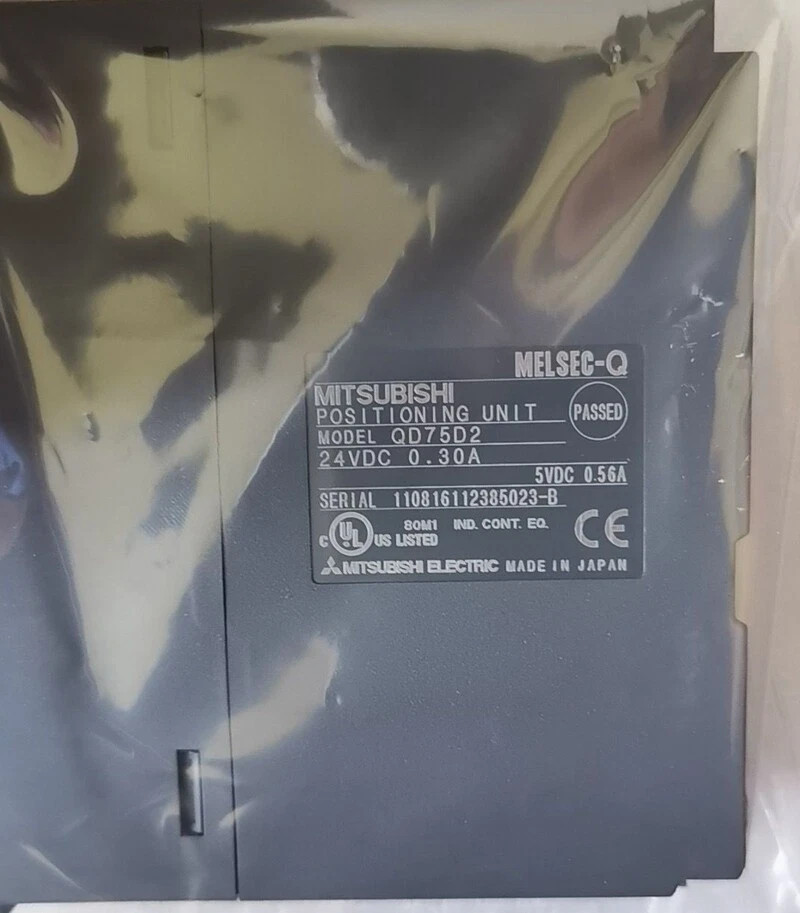 MELSEC-Q
MITSUBISHI
POSITIONING UNIT
PASSED
MODEL QD75D2
24VDC 0.30A
5VDC 0.56A
SERIAL 110816112385023-B
C UL US LISTED
80M1 IND. CONT. EQ.
CE
MITSUBISHI ELECTRIC MADE IN JAPAN